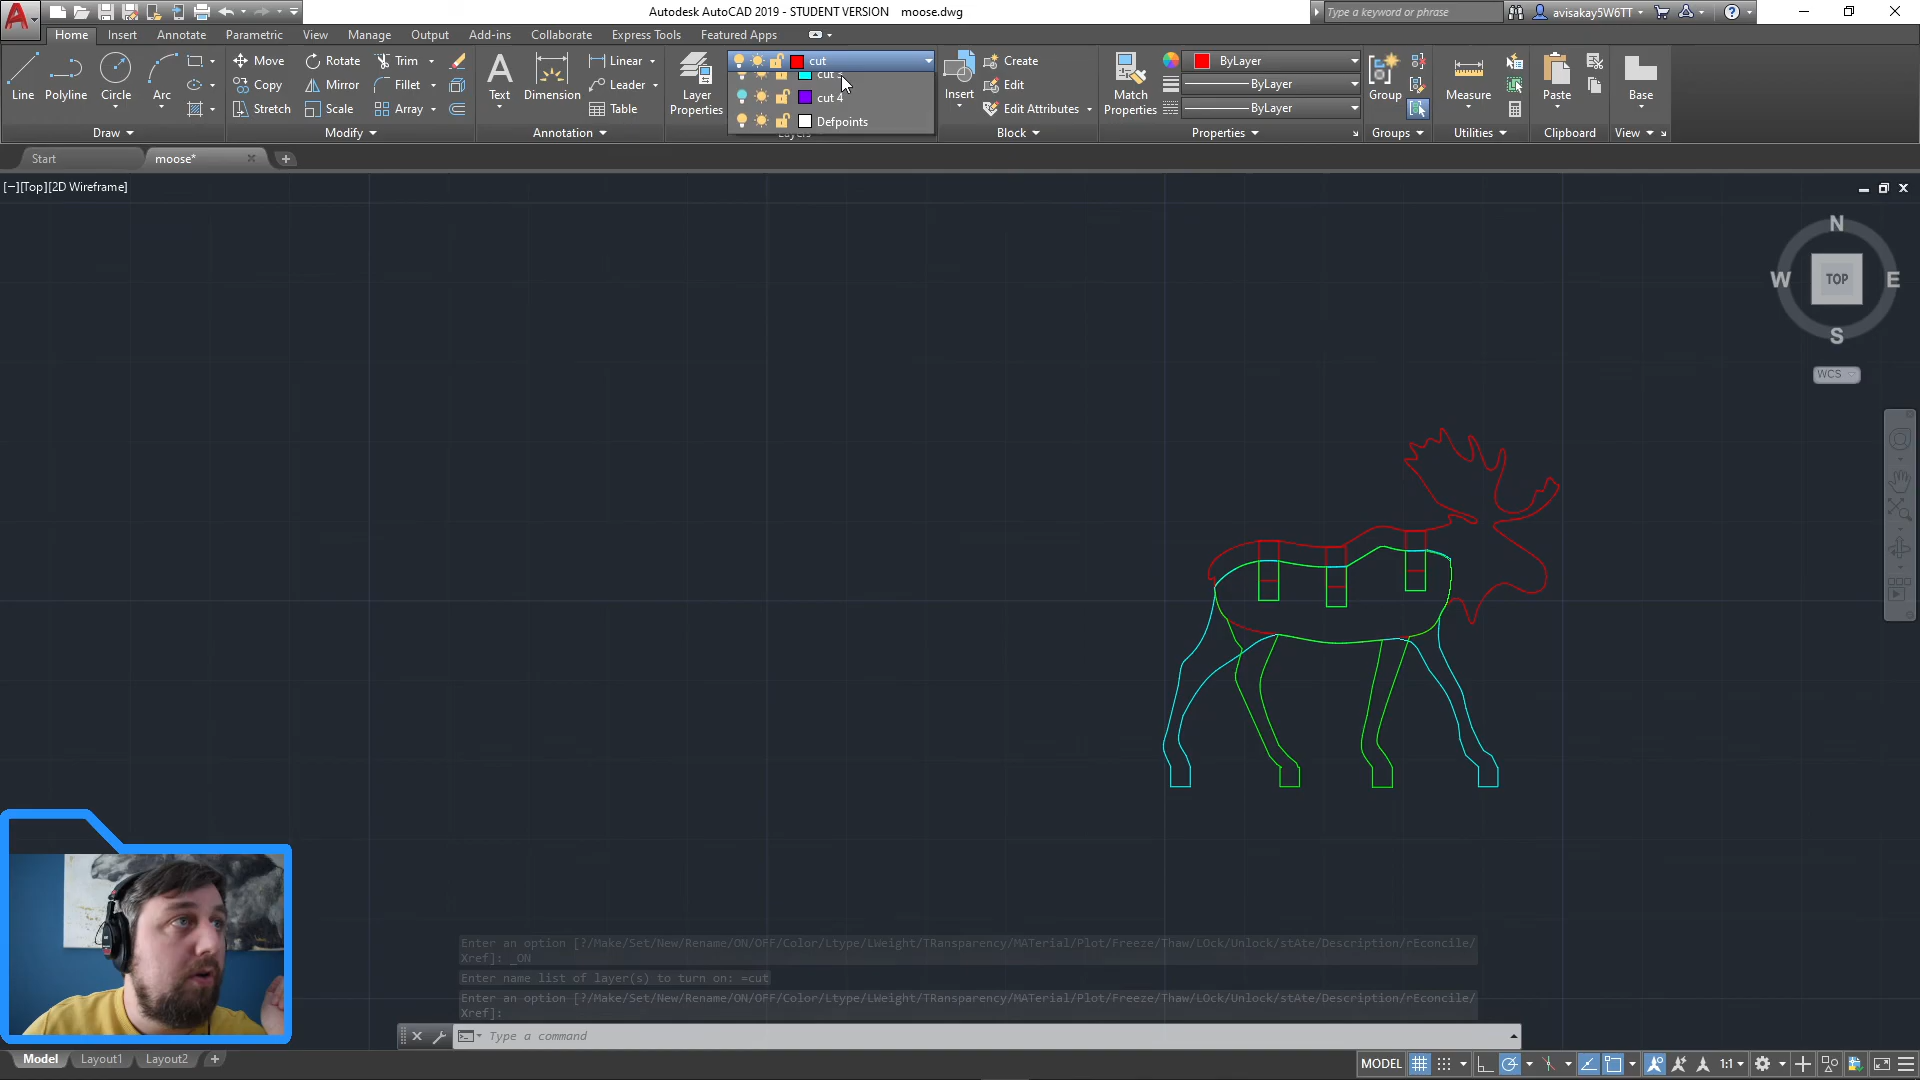 Autodesk AutoCAD 2019 - STUDENT VERSION moose.dwg
Type a keyword or phrase
avisakay5W6TT
Home Insert Annotate Parametric View Manage Output Add-ins Collaborate Express Tools Featured Apps
Line
Polyline
Circle
Arc
Draw
Move
Copy
Stretch
Rotate
Mirror
Scale
Trim
Fillet
Array
Modify
Text
Dimension
Linear
Leader
Table
Annotation
Layer
Properties
cut
cut 4
Defpoints
Insert
Create
Edit
Edit Attributes
Block
Match
Properties
ByLayer
ByLayer
ByLayer
Properties
Group
Groups
Measure
Utilities
Paste
Clipboard
Base
View
Start
moose*
[−][Top][2D Wireframe]
N
W
TOP
E
S
WCS
Enter an option [?/Make/Set/New/Rename/ON/OFF/Color/Ltype/LWeight/TRansparency/MATerial/Plot/Freeze/Thaw/LOck/Unlock/stAte/Description/rEconcile/
Xref]: _ON
Enter name list of layer(s) to turn on: =cut
Enter an option [?/Make/Set/New/Rename/ON/OFF/Color/Ltype/LWeight/TRansparency/MATerial/Plot/Freeze/Thaw/LOck/Unlock/stAte/Description/rEconcile/
Xref]:
Type a command
Model Layout1 Layout2
MODEL
1:1